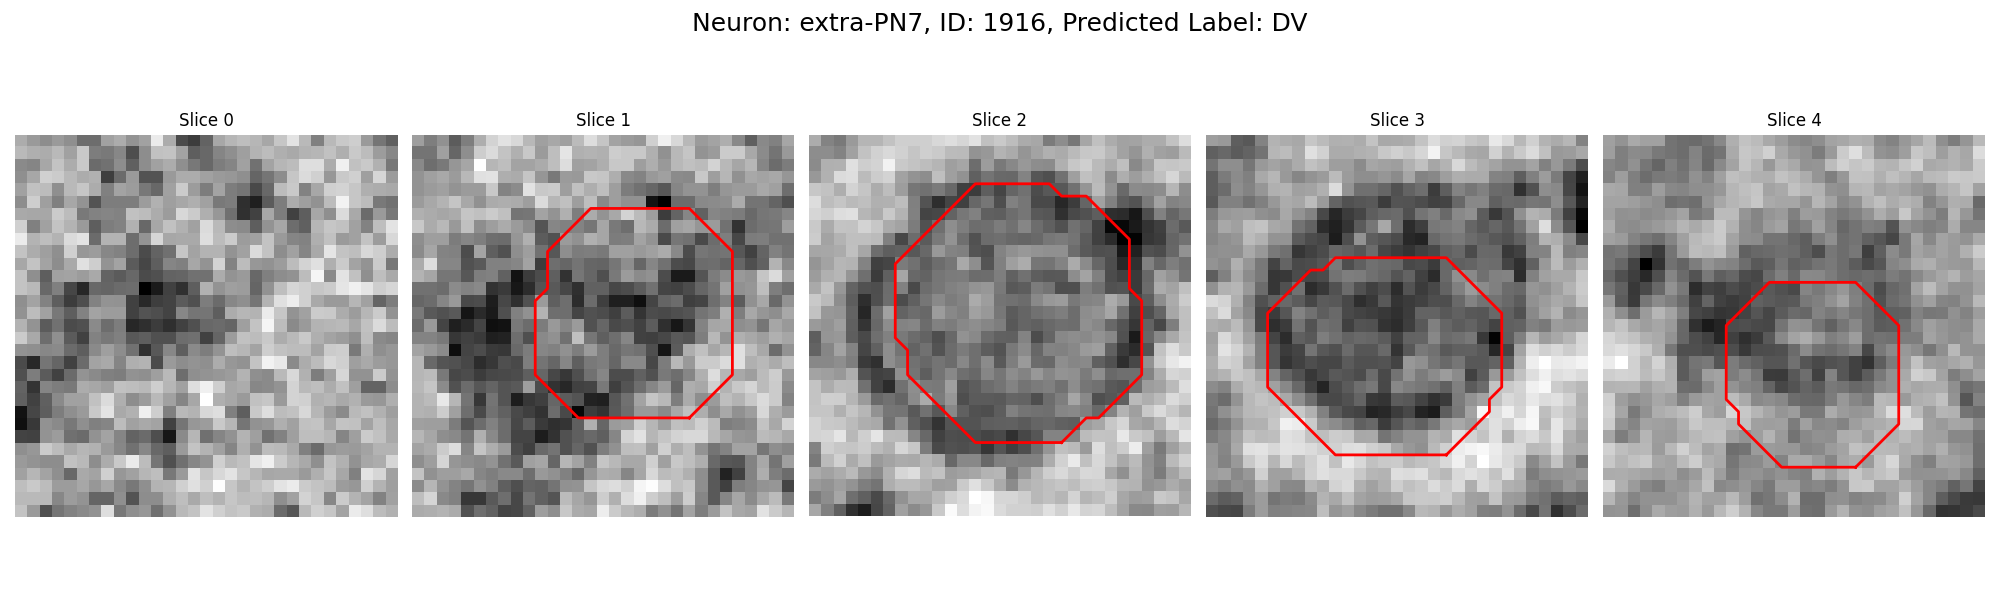 Neuron: extra-PN7, ID: 1916, Predicted Label: DV
Slice 0
Slice 1
Slice 2
Slice 3
Slice 4